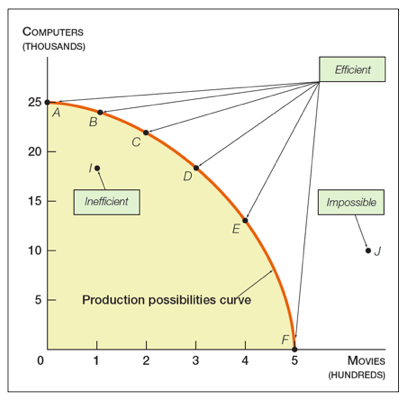 COMPUTERS
(THOUSANDS)
Efficient
25
A
B
C
20
I
D
Inefficient
Impossible
15
E
10
J
5
Production possibilities curve
F
0
1
2
3
4
5
MOVIES
(HUNDREDS)